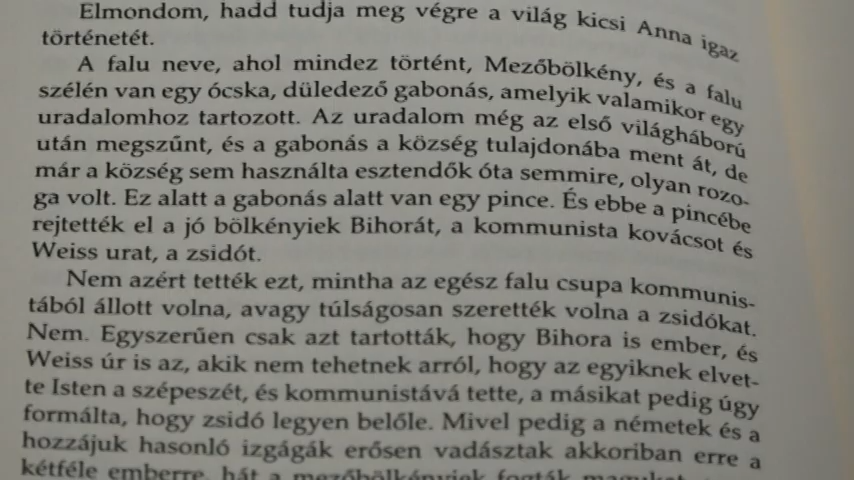 Elmondom, hadd tudja meg végre a világ kicsi Anna igaz
történetét.
A falu neve, ahol mindez történt, Mezőbölkény, és a falu
szélén van egy ócska, düledező gabonás, amelyik valamikor egy
uradalomhoz tartozott. Az uradalom még az első világháború
után megszűnt, és a gabonás a község tulajdonába ment át, de
már a község sem használta esztendők óta semmire, olyan rozo-
ga volt. Ez alatt a gabonás alatt van egy pince. És ebbe a pincébe
rejtették el a jó bölkényiek Bihorát, a kommunista kovácsot és
Weiss urat, a zsidót.
Nem azért tették ezt, mintha az egész falu csupa kommunis-
tából állott volna, avagy túlságosan szerették volna a zsidókat.
Nem. Egyszerűen csak azt tartották, hogy Bihora is ember, és
Weiss úr is az, akik nem tehetnek arról, hogy az egyiknek elvet-
te Isten a szépeszét, és kommunistává tette, a másikat pedig úgy
formálta, hogy zsidó legyen belőle. Mivel pedig a németek és a
hozzájuk hasonló izgágák erősen vadásztak akkoriban erre a
kétféle emberre, hát a mezőbölkényiek fogták magukat